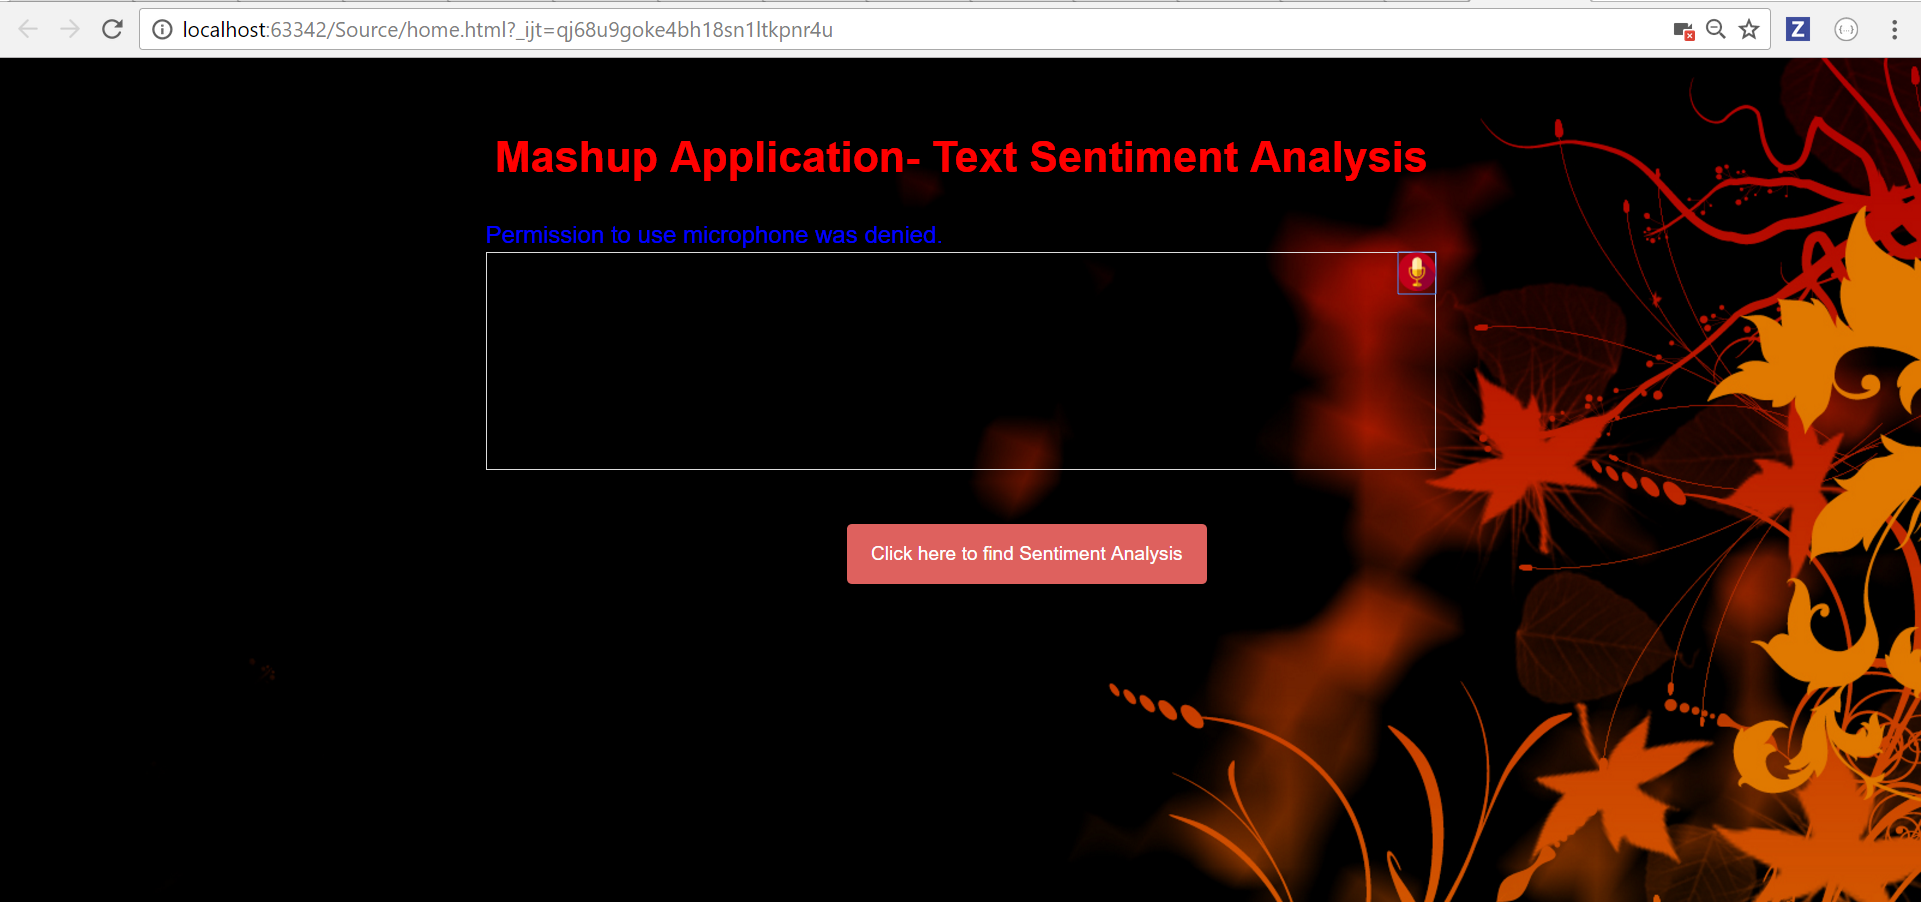 localhost:63342/Source/home.html?_ijt=qj68u9goke4bh18sn1ltkpnr4u
Z
{...}
Mashup Application- Text Sentiment Analysis
Permission to use microphone was denied.
Click here to find Sentiment Analysis